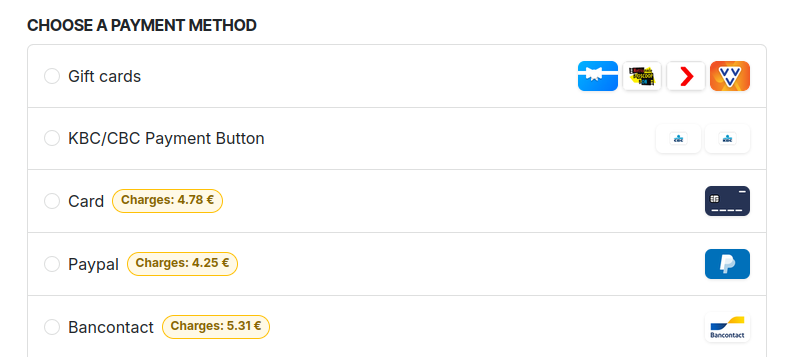 CHOOSE A PAYMENT METHOD
Gift cards
KBC/CBC Payment Button
Card Charges: 4.78 €
Paypal Charges: 4.25 €
Bancontact Charges: 5.31 €
Bancontact